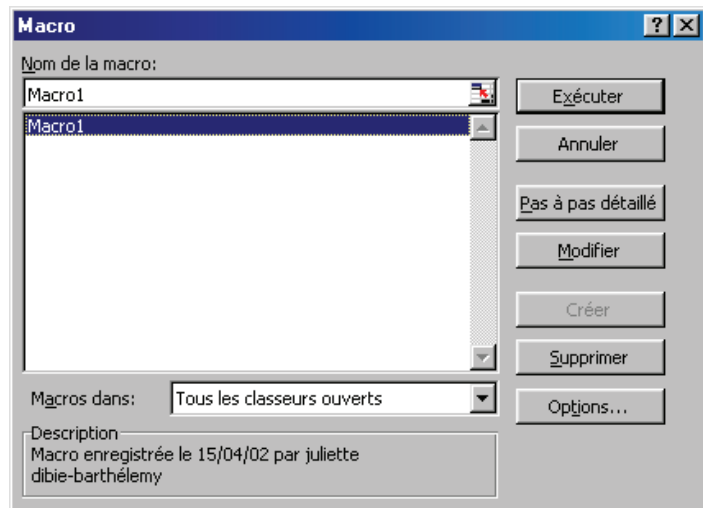 Macro
Nom de la macro:
Macro1
Macro1
Exécuter
Annuler
Pas à pas détaillé
Modifier
Créer
Supprimer
Options...
Macros dans:
Tous les classeurs ouverts
Description
Macro enregistrée le 15/04/02 par juliette
dibie-barthélemy